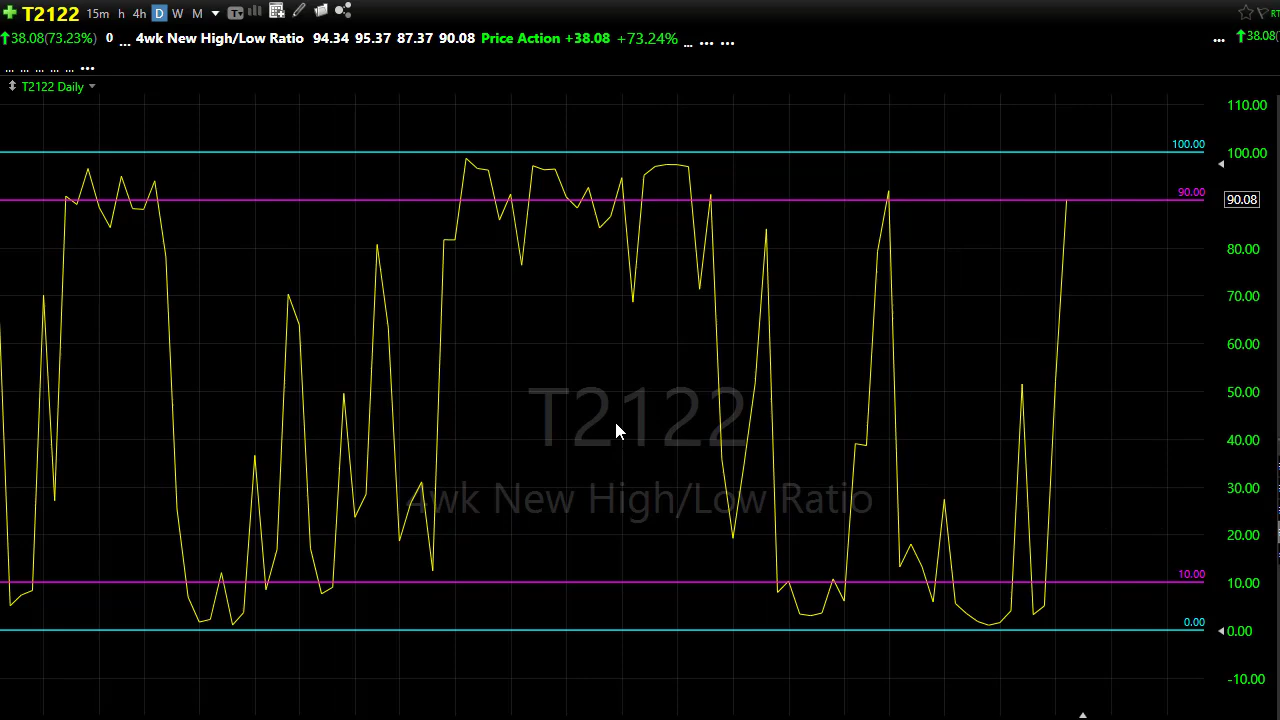 T2122 15m h 4h D W M T RT
38.08(73.23%) 0 ... 4wk New High/Low Ratio 94.34 95.37 87.37 90.08 Price Action +38.08 +73.24% ... ... ... ... 38.08(
... ... ... ... ... ...
T2122 Daily
110.00
100.00 100.00
90.00 90.08
80.00
70.00
60.00
50.00
T2122
40.00
4wk New High/Low Ratio
30.00
20.00
10.00 10.00
0.00 0.00
-10.00